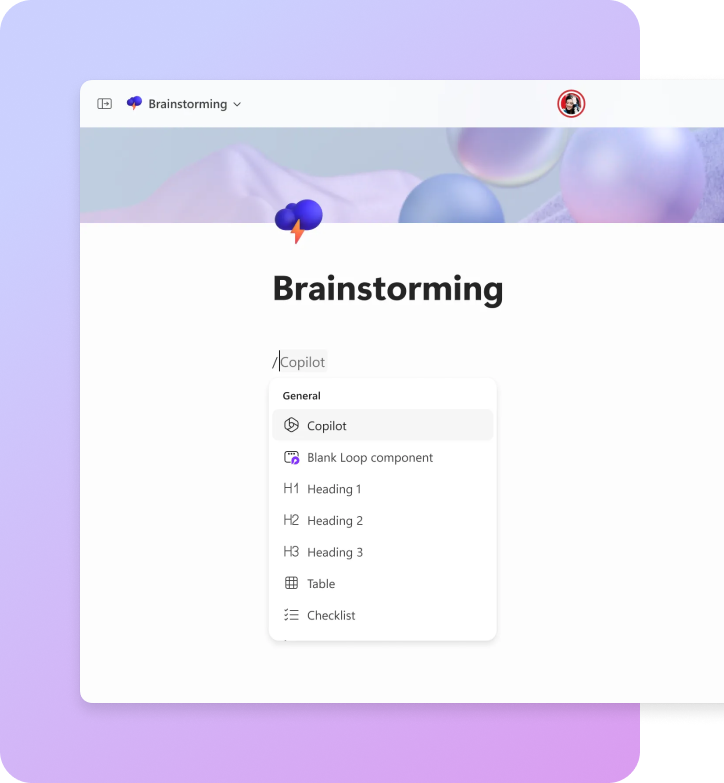 Brainstorming
Brainstorming
/Copilot
General
Copilot
Blank Loop component
H1 Heading 1
H2 Heading 2
H3 Heading 3
Table
Checklist